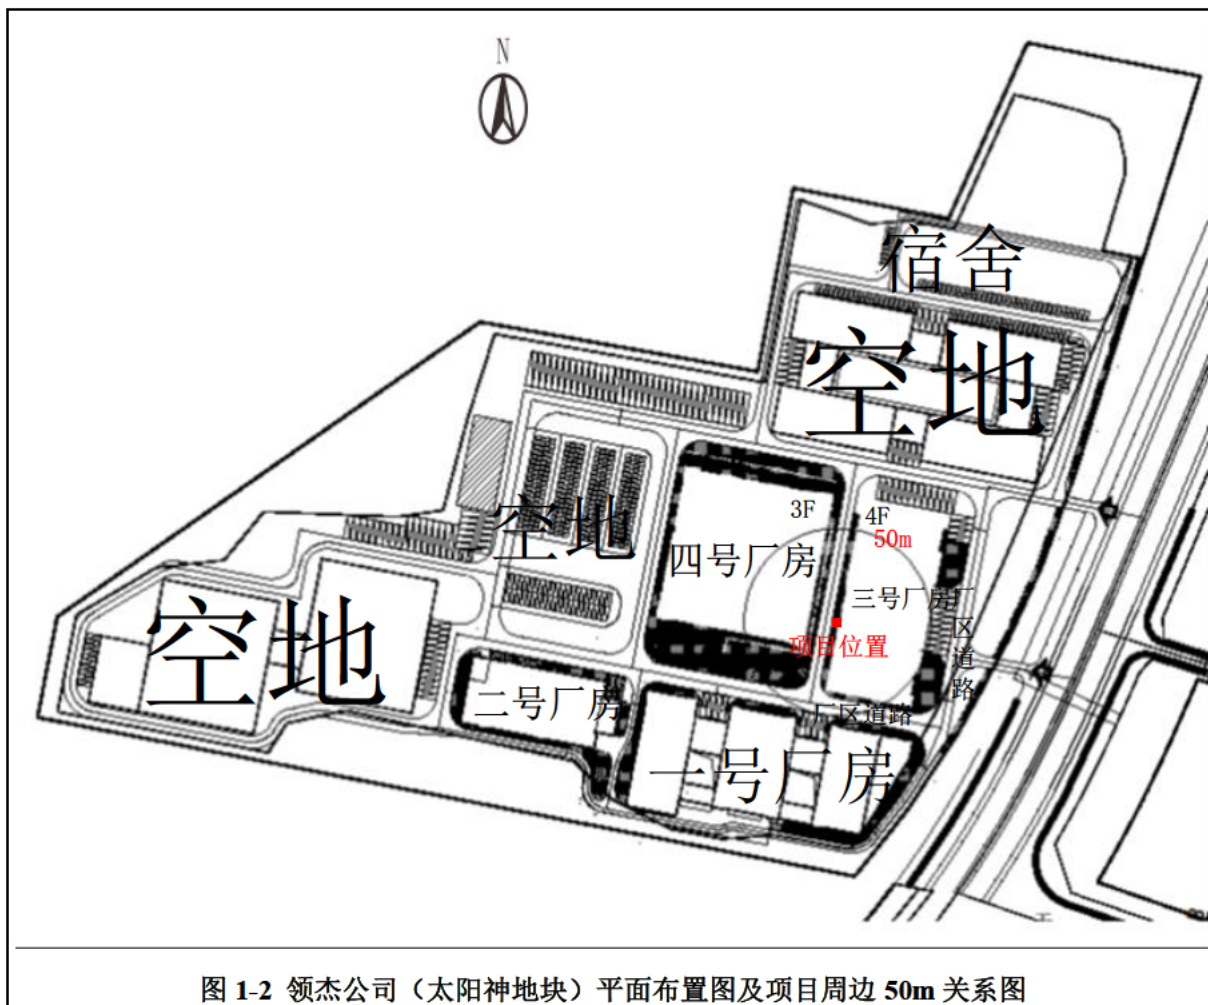 N
宿舍
空地
3F
4F
50m
空地
四号厂房
三号厂房
厂区道路
空地
项目位置
二号厂房
厂区道路
一号厂房
图 1-2 领杰公司（太阳神地块）平面布置图及项目周边 50m 关系图